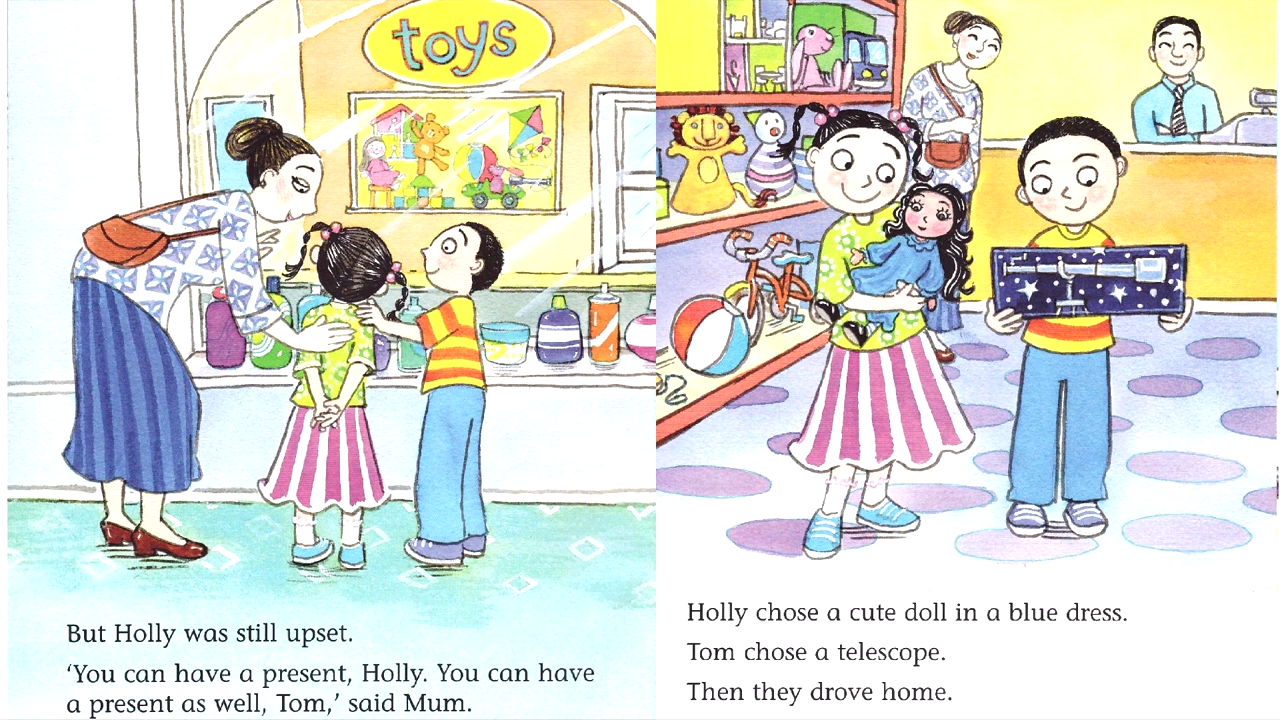 toys
But Holly was still upset.
‘You can have a present, Holly. You can have
a present as well, Tom,’ said Mum.
Holly chose a cute doll in a blue dress.
Tom chose a telescope.
Then they drove home.